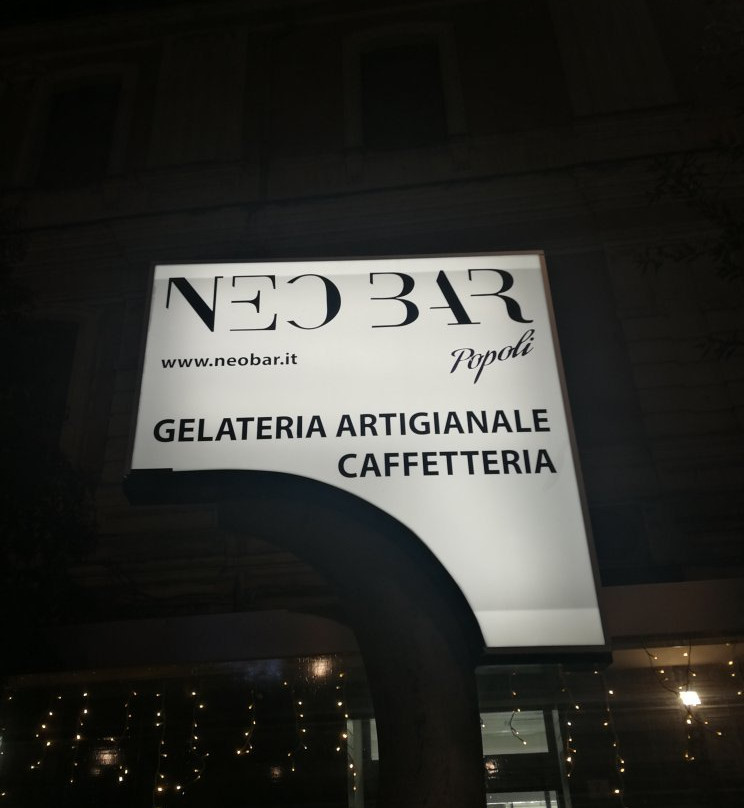 NEO BAR
www.neobar.it
Popoli
GELATERIA ARTIGIANALE
CAFFETTERIA